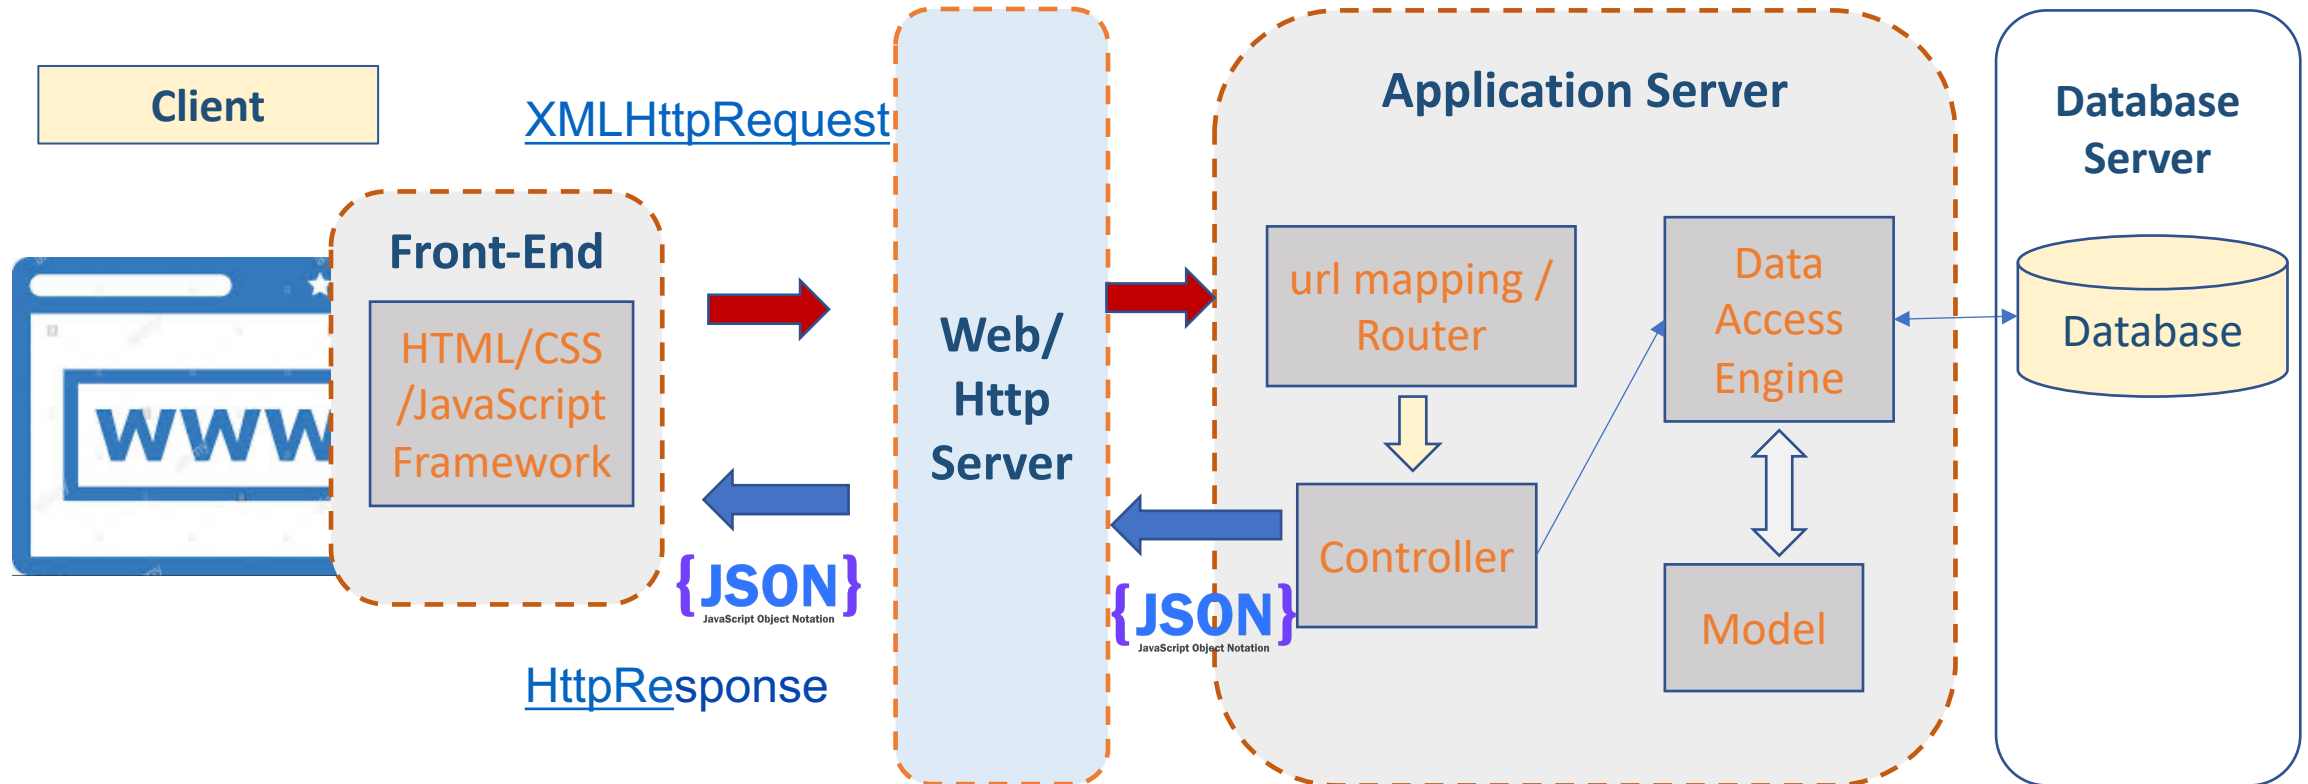 Client
XMLHttpRequest
Front-End
HTML/CSS
/JavaScript
Framework
WWW
{JSON}
JavaScript Object Notation
HttpResponse
Web/
Http
Server
Application Server
url mapping /
Router
Controller
{JSON}
JavaScript Object Notation
Data
Access
Engine
Model
Database
Server
Database